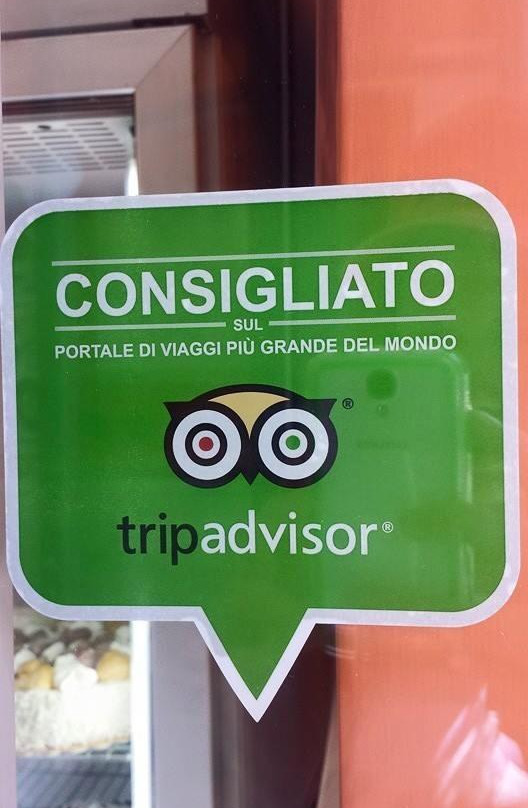 CONSIGLIATO
SUL
PORTALE DI VIAGGI PIÙ GRANDE DEL MONDO
®
tripadvisor®